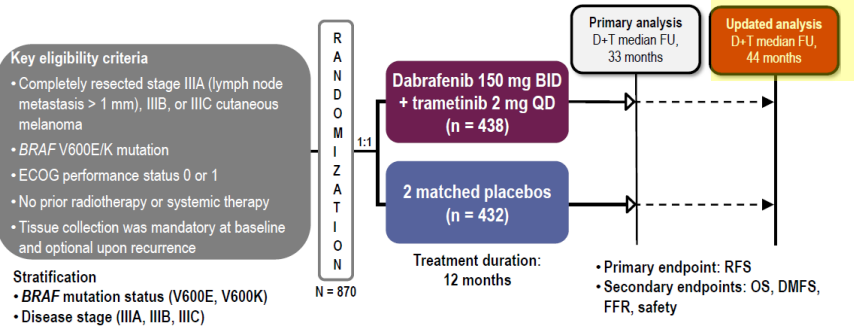 Key eligibility criteria
• Completely resected stage IIIA (lymph node
metastasis > 1 mm), IIIB, or IIIC cutaneous
melanoma
• BRAF V600E/K mutation
• ECOG performance status 0 or 1
• No prior radiotherapy or systemic therapy
• Tissue collection was mandatory at baseline
and optional upon recurrence
Stratification
• BRAF mutation status (V600E, V600K)
• Disease stage (IIIA, IIIB, IIIC)
R
A
N
D
O
M
I
Z
A
T
I
O
N
N = 870
1:1
Dabrafenib 150 mg BID
+ trametinib 2 mg QD
(n = 438)
2 matched placebos
(n = 432)
Treatment duration:
12 months
Primary analysis
D+T median FU,
33 months
Updated analysis
D+T median FU,
44 months
• Primary endpoint: RFS
• Secondary endpoints: OS, DMFS,
FFR, safety